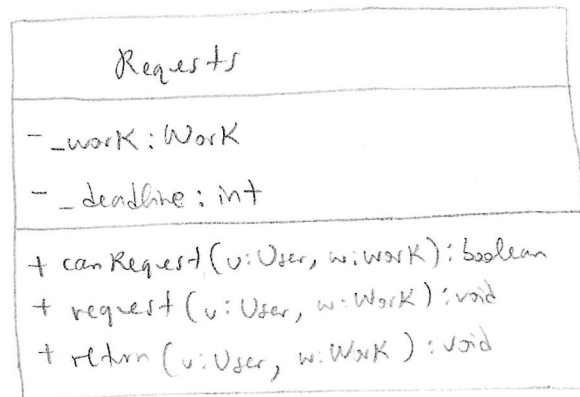 Requests
- _work: Work
- _deadline: int
+ canRequest(u: User, w: Work): boolean
+ request(u: User, w: Work): void
+ return(u: User, w: Work): void